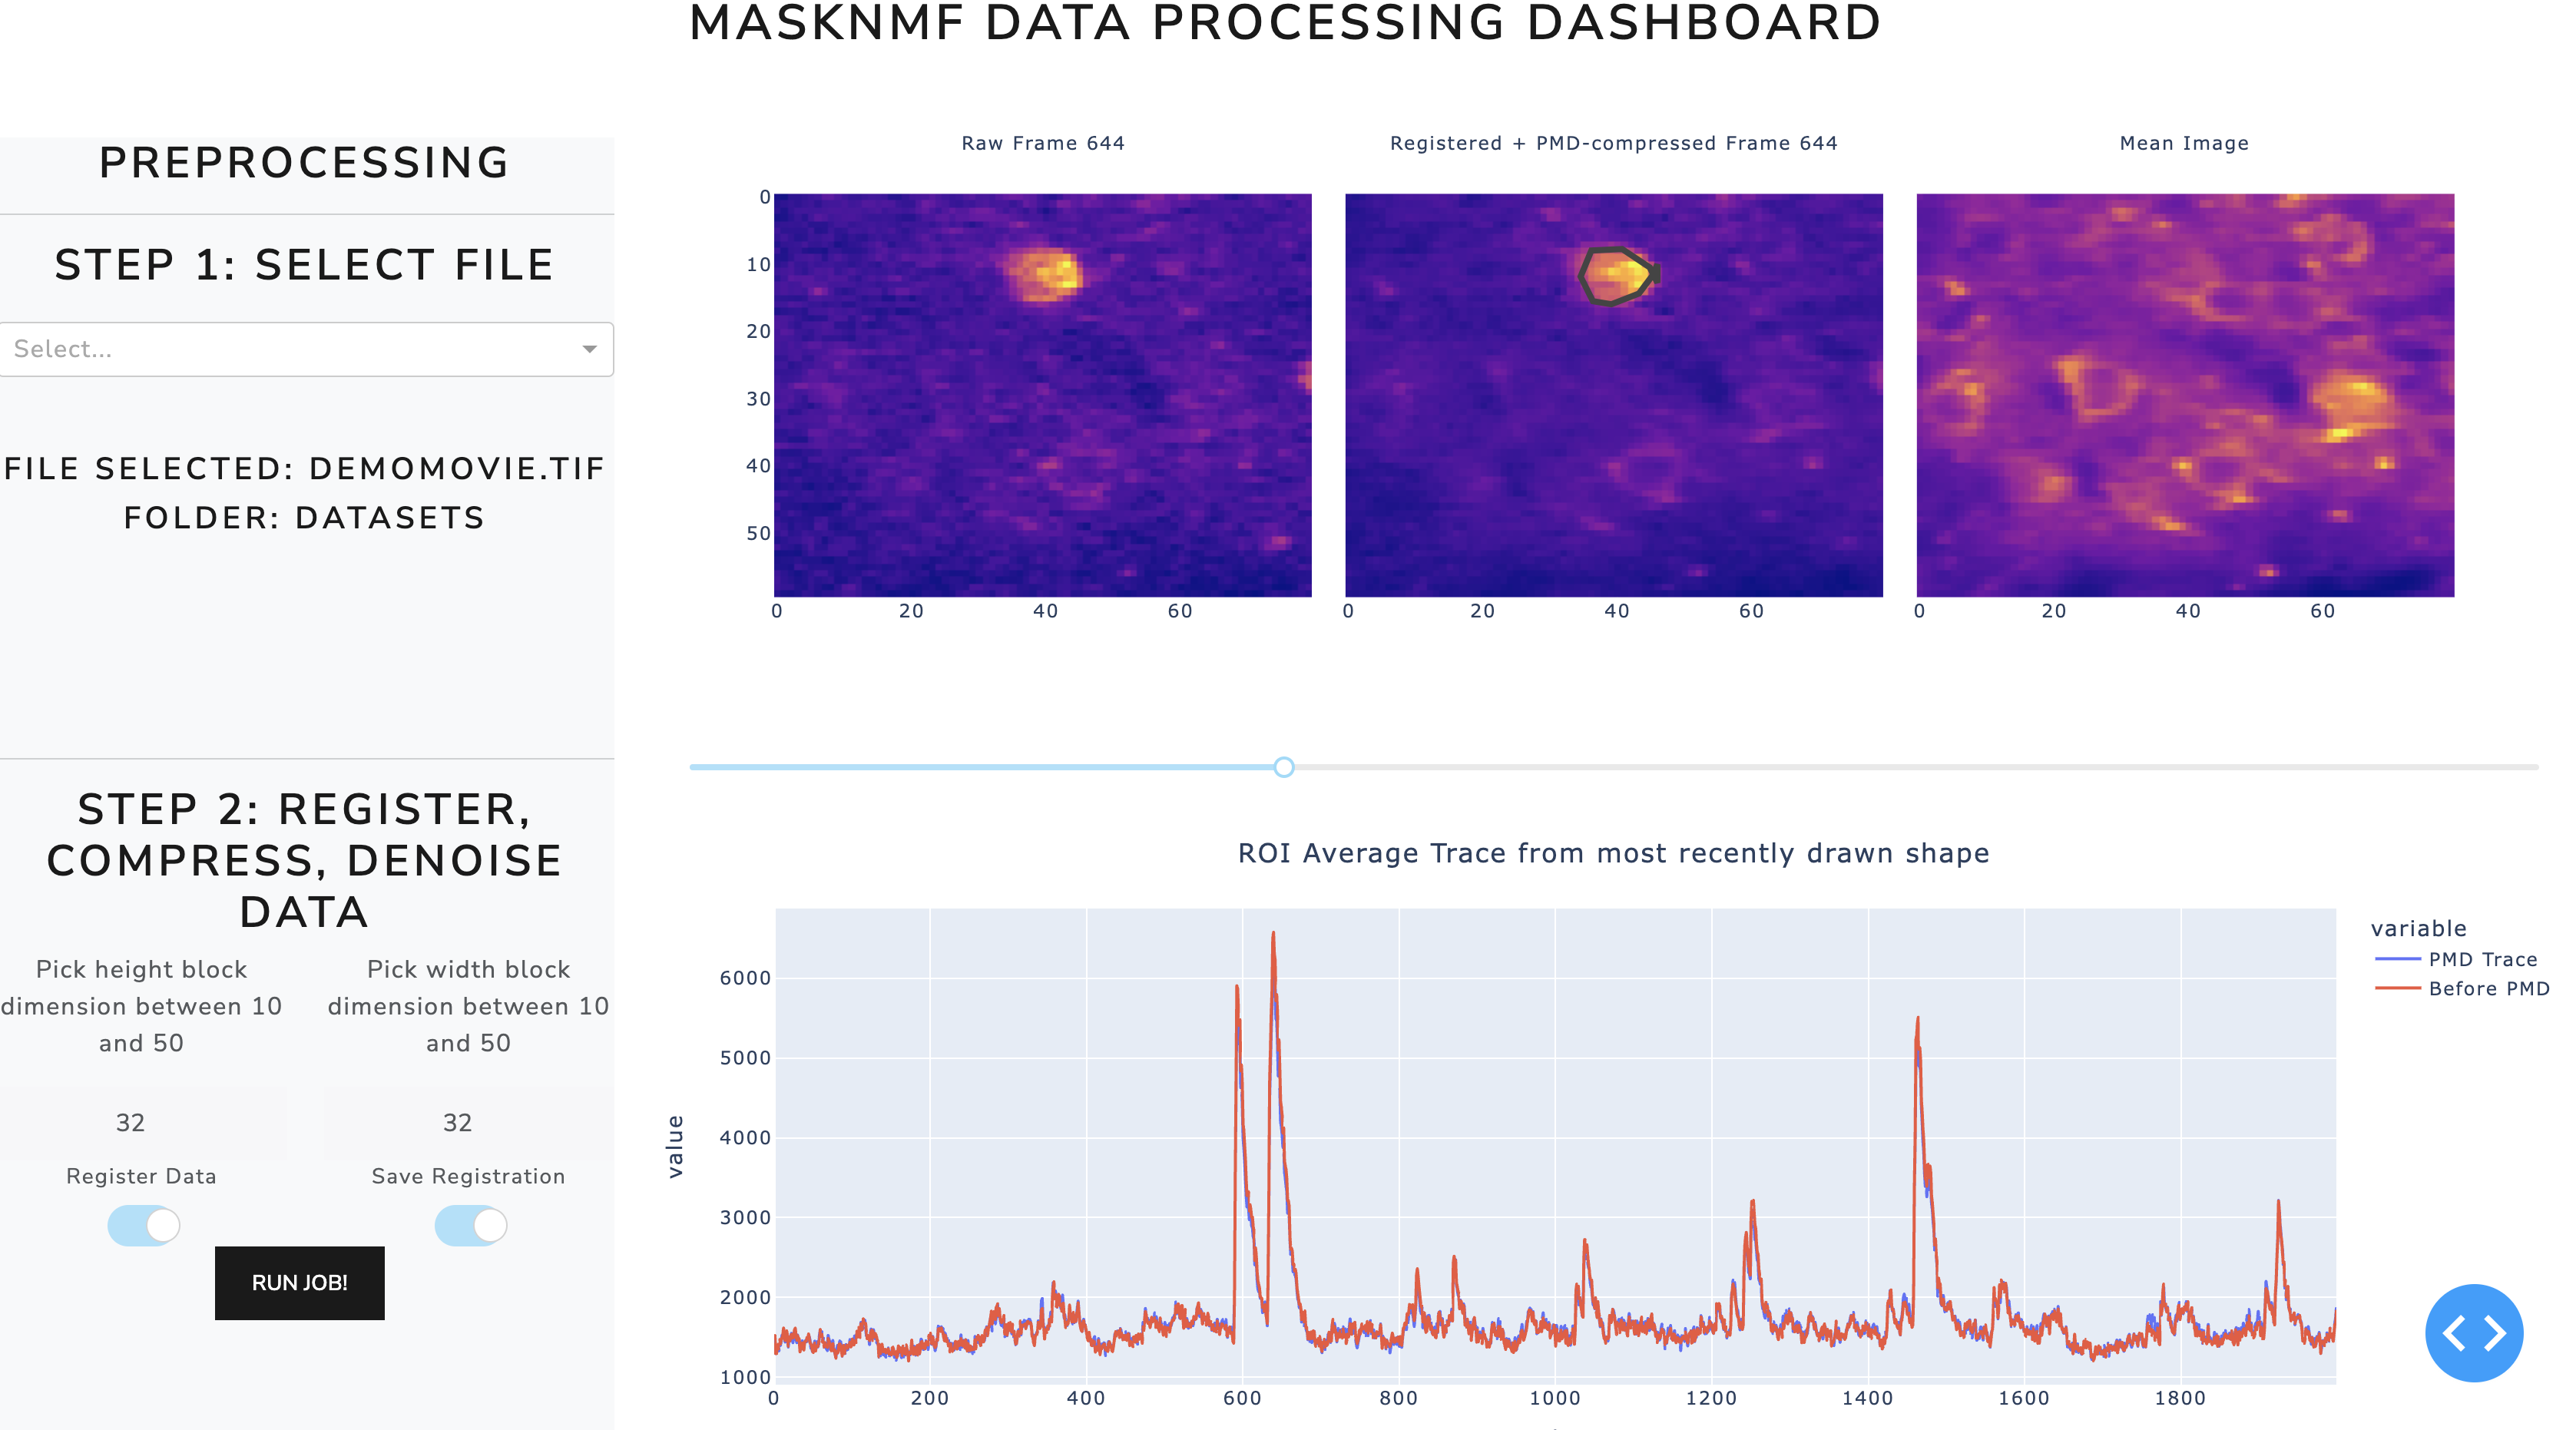 MASKNMF DATA PROCESSING DASHBOARD
PREPROCESSING
STEP 1: SELECT FILE
Select...
FILE SELECTED: DEMOMOVIE.TIF
FOLDER: DATASETS
STEP 2: REGISTER,
COMPRESS, DENOISE
DATA
Pick height block
dimension between 10
and 50
Pick width block
dimension between 10
and 50
32
32
Register Data
Save Registration
RUN JOB!
Raw Frame 644
Registered + PMD-compressed Frame 644
Mean Image
0
10
20
30
40
50
0 20 40 60
0 20 40 60
0 20 40 60
ROI Average Trace from most recently drawn shape
value
6000
5000
4000
3000
2000
1000
0 200 400 600 800 1000 1200 1400 1600 1800
variable
PMD Trace
Before PMD